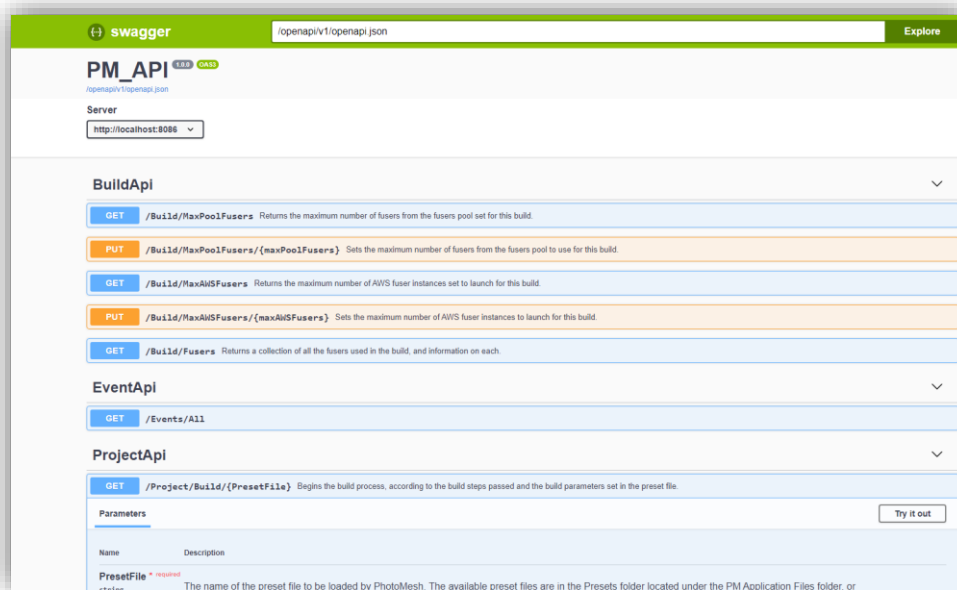 swagger /openapi/v1/openapi.json Explore
PM_API 1.0.0 OAS3
/openapi/v1/openapi.json
Server
http://localhost:8086
BuildApi
GET /Build/MaxPoolFusers Returns the maximum number of fusers from the fusers pool set for this build.
PUT /Build/MaxPoolFusers/{maxPoolFusers} Sets the maximum number of fusers from the fusers pool to use for this build.
GET /Build/MaxAWSFusers Returns the maximum number of AWS fuser instances set to launch for this build.
PUT /Build/MaxAWSFusers/{maxAWSFusers} Sets the maximum number of AWS fuser instances to launch for this build.
GET /Build/Fusers Returns a collection of all the fusers used in the build, and information on each.
EventApi
GET /Events/All
ProjectApi
GET /Project/Build/{PresetFile} Begins the build process, according to the build steps passed and the build parameters set in the preset file.
Parameters Try it out
Name Description
PresetFile * required
string The name of the preset file to be loaded by PhotoMesh. The available preset files are in the Presets folder located under the PM Application Files folder, or